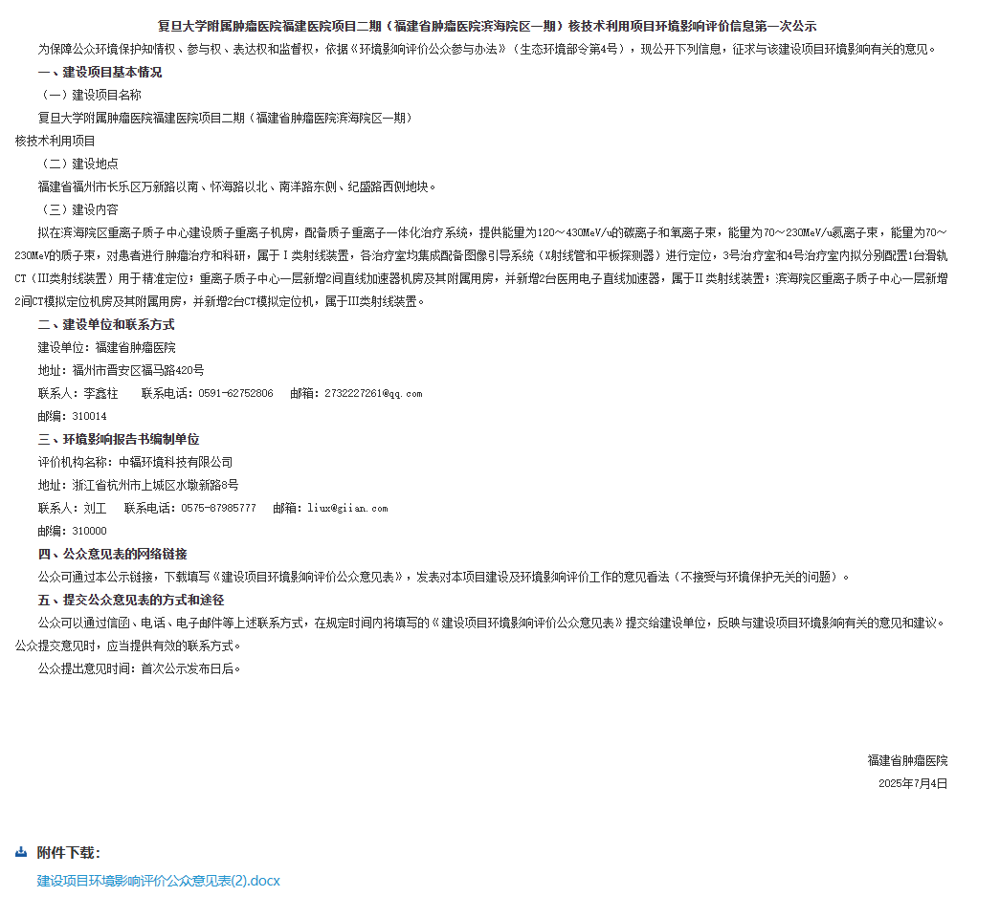 复旦大学附属肿瘤医院福建医院项目二期（福建省肿瘤医院滨海院区一期）核技术利用项目环境影响评价信息第一次公示
为保障公众环境保护知情权、参与权、表达权和监督权，依据《环境影响评价公众参与办法》（生态环境部令第4号），现公开下列信息，征求与该建设项目环境影响有关的意见。
一、建设项目基本情况
（一）建设项目名称
复旦大学附属肿瘤医院福建医院项目二期（福建省肿瘤医院滨海院区一期）
核技术利用项目
（二）建设地点
福建省福州市长乐区万新路以南、怀海路以北、南洋路东侧、纪盛路西侧地块。
（三）建设内容
拟在滨海院区重离子质子中心建设质子重离子机房，配备质子重离子一体化治疗系统，提供能量为120～430MeV/u的碳离子和氧离子束，能量为70～230MeV/u氦离子束，能量为70～
230MeV的质子束，对患者进行肿瘤治疗和科研，属于Ⅰ类射线装置，各治疗室均集成配备图像引导系统（X射线管和平板探测器）进行定位，3号治疗室和4号治疗室内拟分别配置1台滑轨
CT（III类射线装置）用于精准定位；重离子质子中心一层新增2间直线加速器机房及其附属用房，并新增2台医用电子直线加速器，属于II类射线装置；滨海院区重离子质子中心一层新增
2间CT模拟定位机房及其附属用房，并新增2台CT模拟定位机，属于III类射线装置。
二、建设单位和联系方式
建设单位：福建省肿瘤医院
地址：福州市晋安区福马路420号
联系人：李鑫柱 联系电话：0591-62752806 邮箱：2732227261@qq.com
邮编：310014
三、环境影响报告书编制单位
评价机构名称：中辐环境科技有限公司
地址：浙江省杭州市上城区水墩新路8号
联系人：刘工 联系电话：0575-87985777 邮箱：liux@giian.com
邮编：310000
四、公众意见表的网络链接
公众可通过本公示链接，下载填写《建设项目环境影响评价公众意见表》，发表对本项目建设及环境影响评价工作的意见看法（不接受与环境保护无关的问题）。
五、提交公众意见表的方式和途径
公众可以通过信函、电话、电子邮件等上述联系方式，在规定时间内将填写的《建设项目环境影响评价公众意见表》提交给建设单位，反映与建设项目环境影响有关的意见和建议。
公众提交意见时，应当提供有效的联系方式。
公众提出意见时间：首次公示发布日后。
福建省肿瘤医院
2025年7月4日
附件下载：
建设项目环境影响评价公众意见表(2).docx